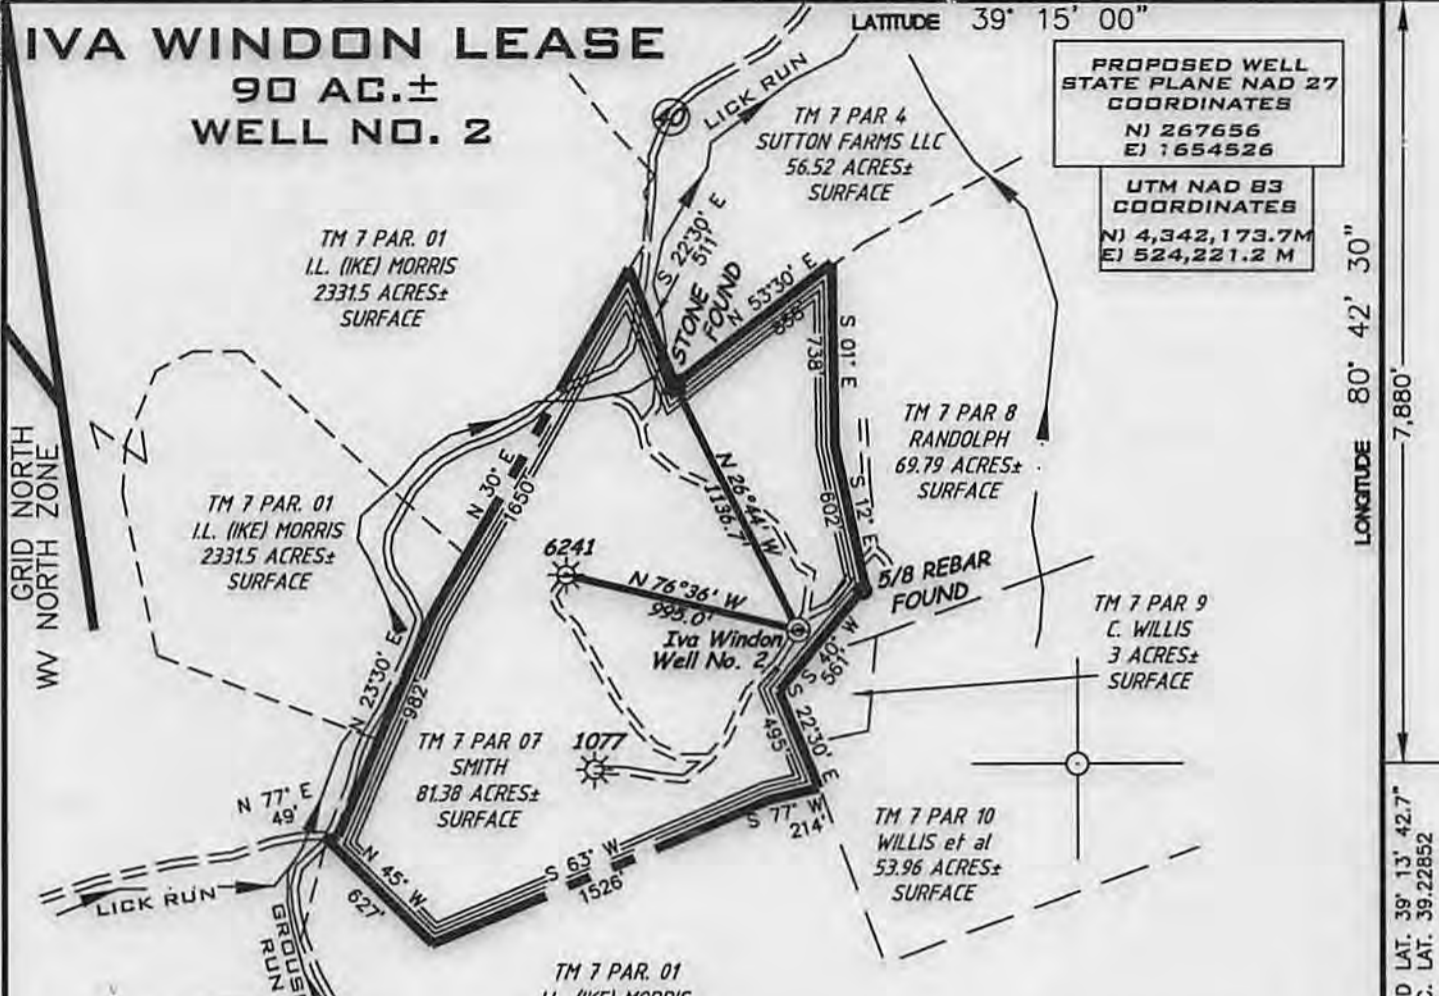 IVA WINDON LEASE
90 AC.±
WELL NO. 2
LATITUDE 39° 15' 00"
PROPOSED WELL
STATE PLANE NAD 27
COORDINATES
N) 267656
E) 1654526
UTM NAD 83
COORDINATES
N) 4,342,173.7M
E) 524,221.2 M
LONGITUDE 80° 42' 30"
7,880'
40
LICK RUN
TM 7 PAR 4
SUTTON FARMS LLC
56.52 ACRES±
SURFACE
TM 7 PAR. 01
I.L. (IKE) MORRIS
2331.5 ACRES±
SURFACE
S 22°30' E
511'
STONE
FOUND
N 53°30' E
S 01° E
738'
GRID NORTH
WV NORTH ZONE
TM 7 PAR. 01
I.L. (IKE) MORRIS
2331.5 ACRES±
SURFACE
N 30° E
1650'
N 26°44' W
1136.7'
TM 7 PAR 8
RANDOLPH
69.79 ACRES±
SURFACE
S 12° E
602'
6241
N 76°36' W
995.0'
Iva Windon
Well No. 2
5/8 REBAR
FOUND
S 40° W
561'
TM 7 PAR 9
C. WILLIS
3 ACRES±
SURFACE
N 23°30' E
982'
TM 7 PAR 07
SMITH
81.38 ACRES±
SURFACE
1077
S 22°30' E
495'
S 77° W
214'
TM 7 PAR 10
WILLIS et al
53.96 ACRES±
SURFACE
N 77° E
49'
LICK RUN
N 45° W
627'
S 63° W
1526'
GROUSE
RUN
TM 7 PAR. 01
I.L. (IKE) MORRIS
LAT. 39° 13' 42.7"
LAT. 39.22852